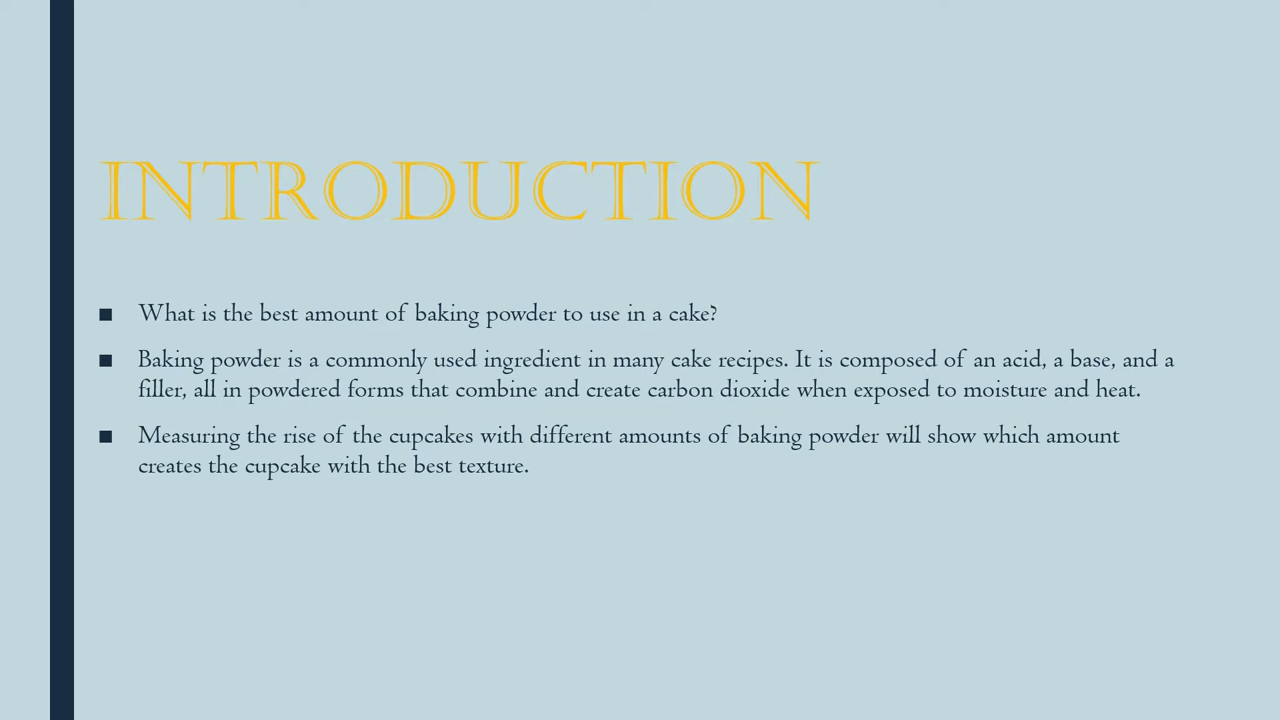 INTRODUCTION
■ What is the best amount of baking powder to use in a cake?
■ Baking powder is a commonly used ingredient in many cake recipes. It is composed of an acid, a base, and a
filler, all in powdered forms that combine and create carbon dioxide when exposed to moisture and heat.
■ Measuring the rise of the cupcakes with different amounts of baking powder will show which amount
creates the cupcake with the best texture.